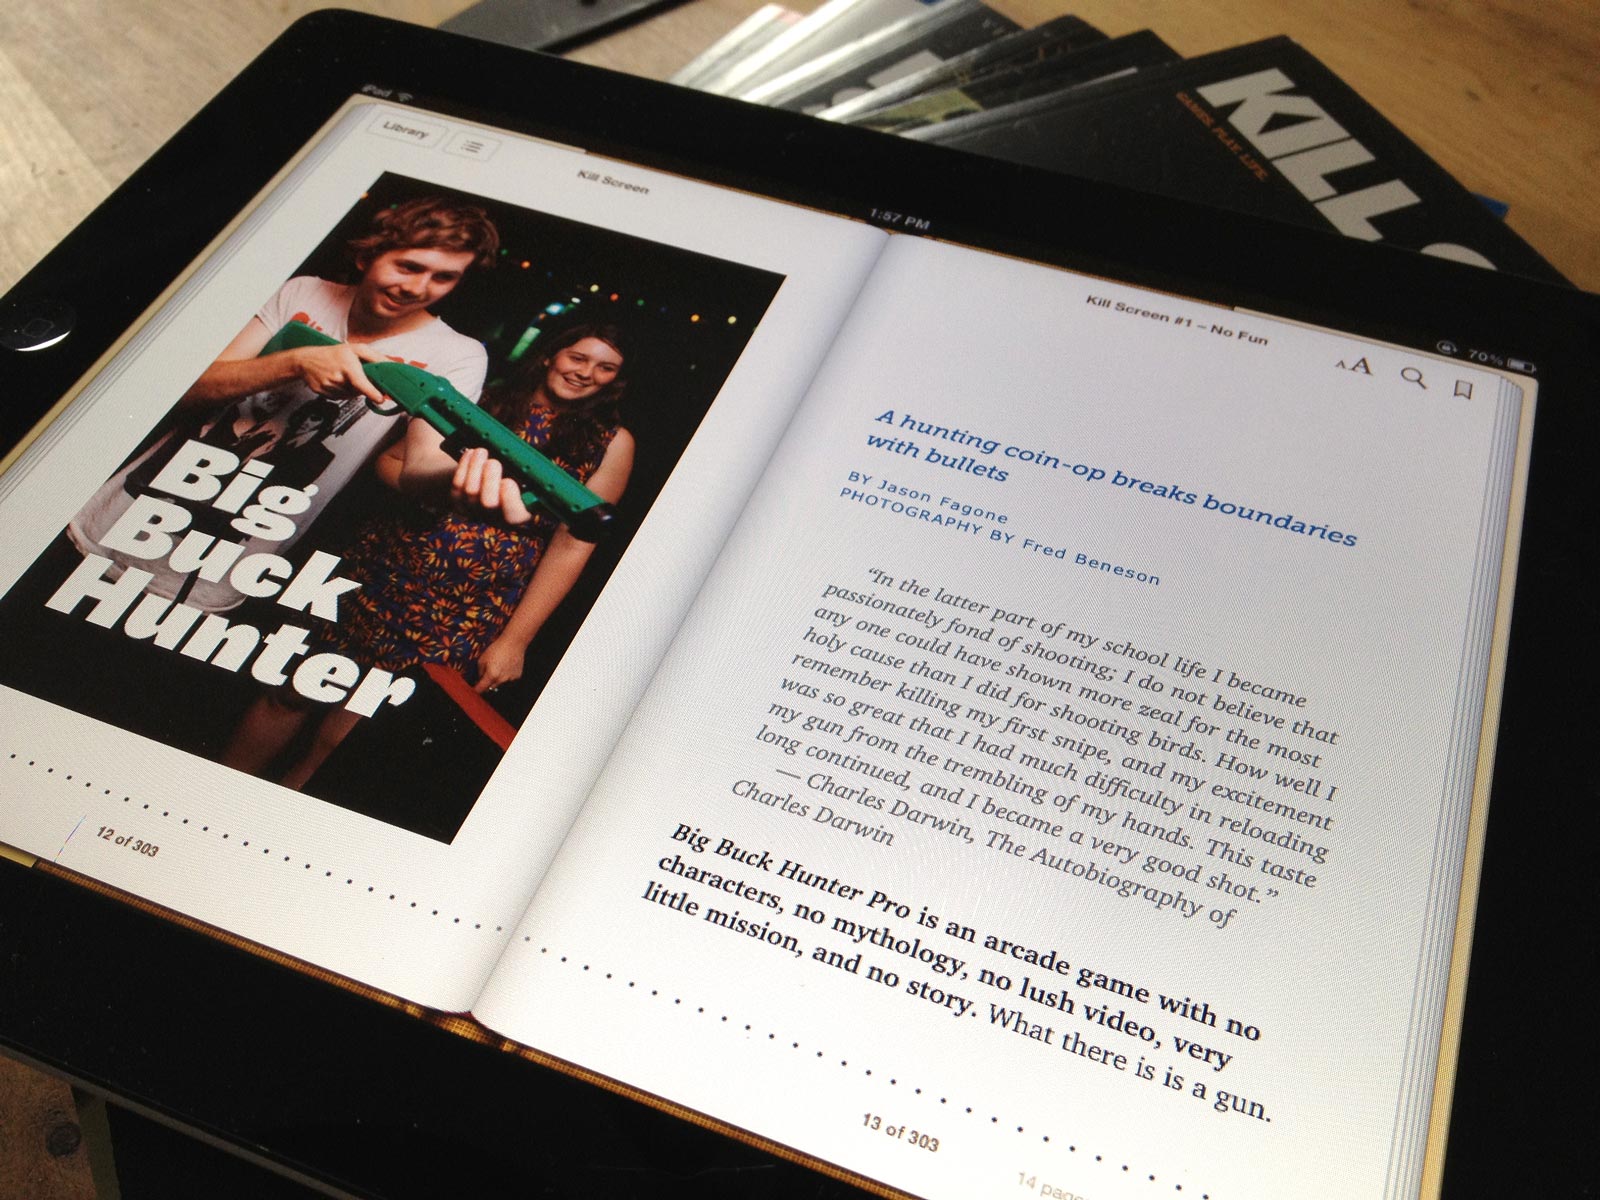 iPad
Library
Kill Screen
1:57 PM
Kill Screen #1 – No Fun
70%
AA
KILL
GAMES. PLAY. LIFE.
Big
Buck
Hunter
12 of 303
A hunting coin-op breaks boundaries
with bullets
BY Jason Fagone
PHOTOGRAPHY BY Fred Beneson
“In the latter part of my school life I became
passionately fond of shooting; I do not believe that
any one could have shown more zeal for the most
holy cause than I did for shooting birds. How well I
remember killing my first snipe, and my excitement
was so great that I had much difficulty in reloading
my gun from the trembling of my hands. This taste
long continued, and I became a very good shot.”
— Charles Darwin, The Autobiography of
Charles Darwin
Big Buck Hunter Pro is an arcade game with no
characters, no mythology, no lush video, very
little mission, and no story. What there is is a gun.
13 of 303
14 page